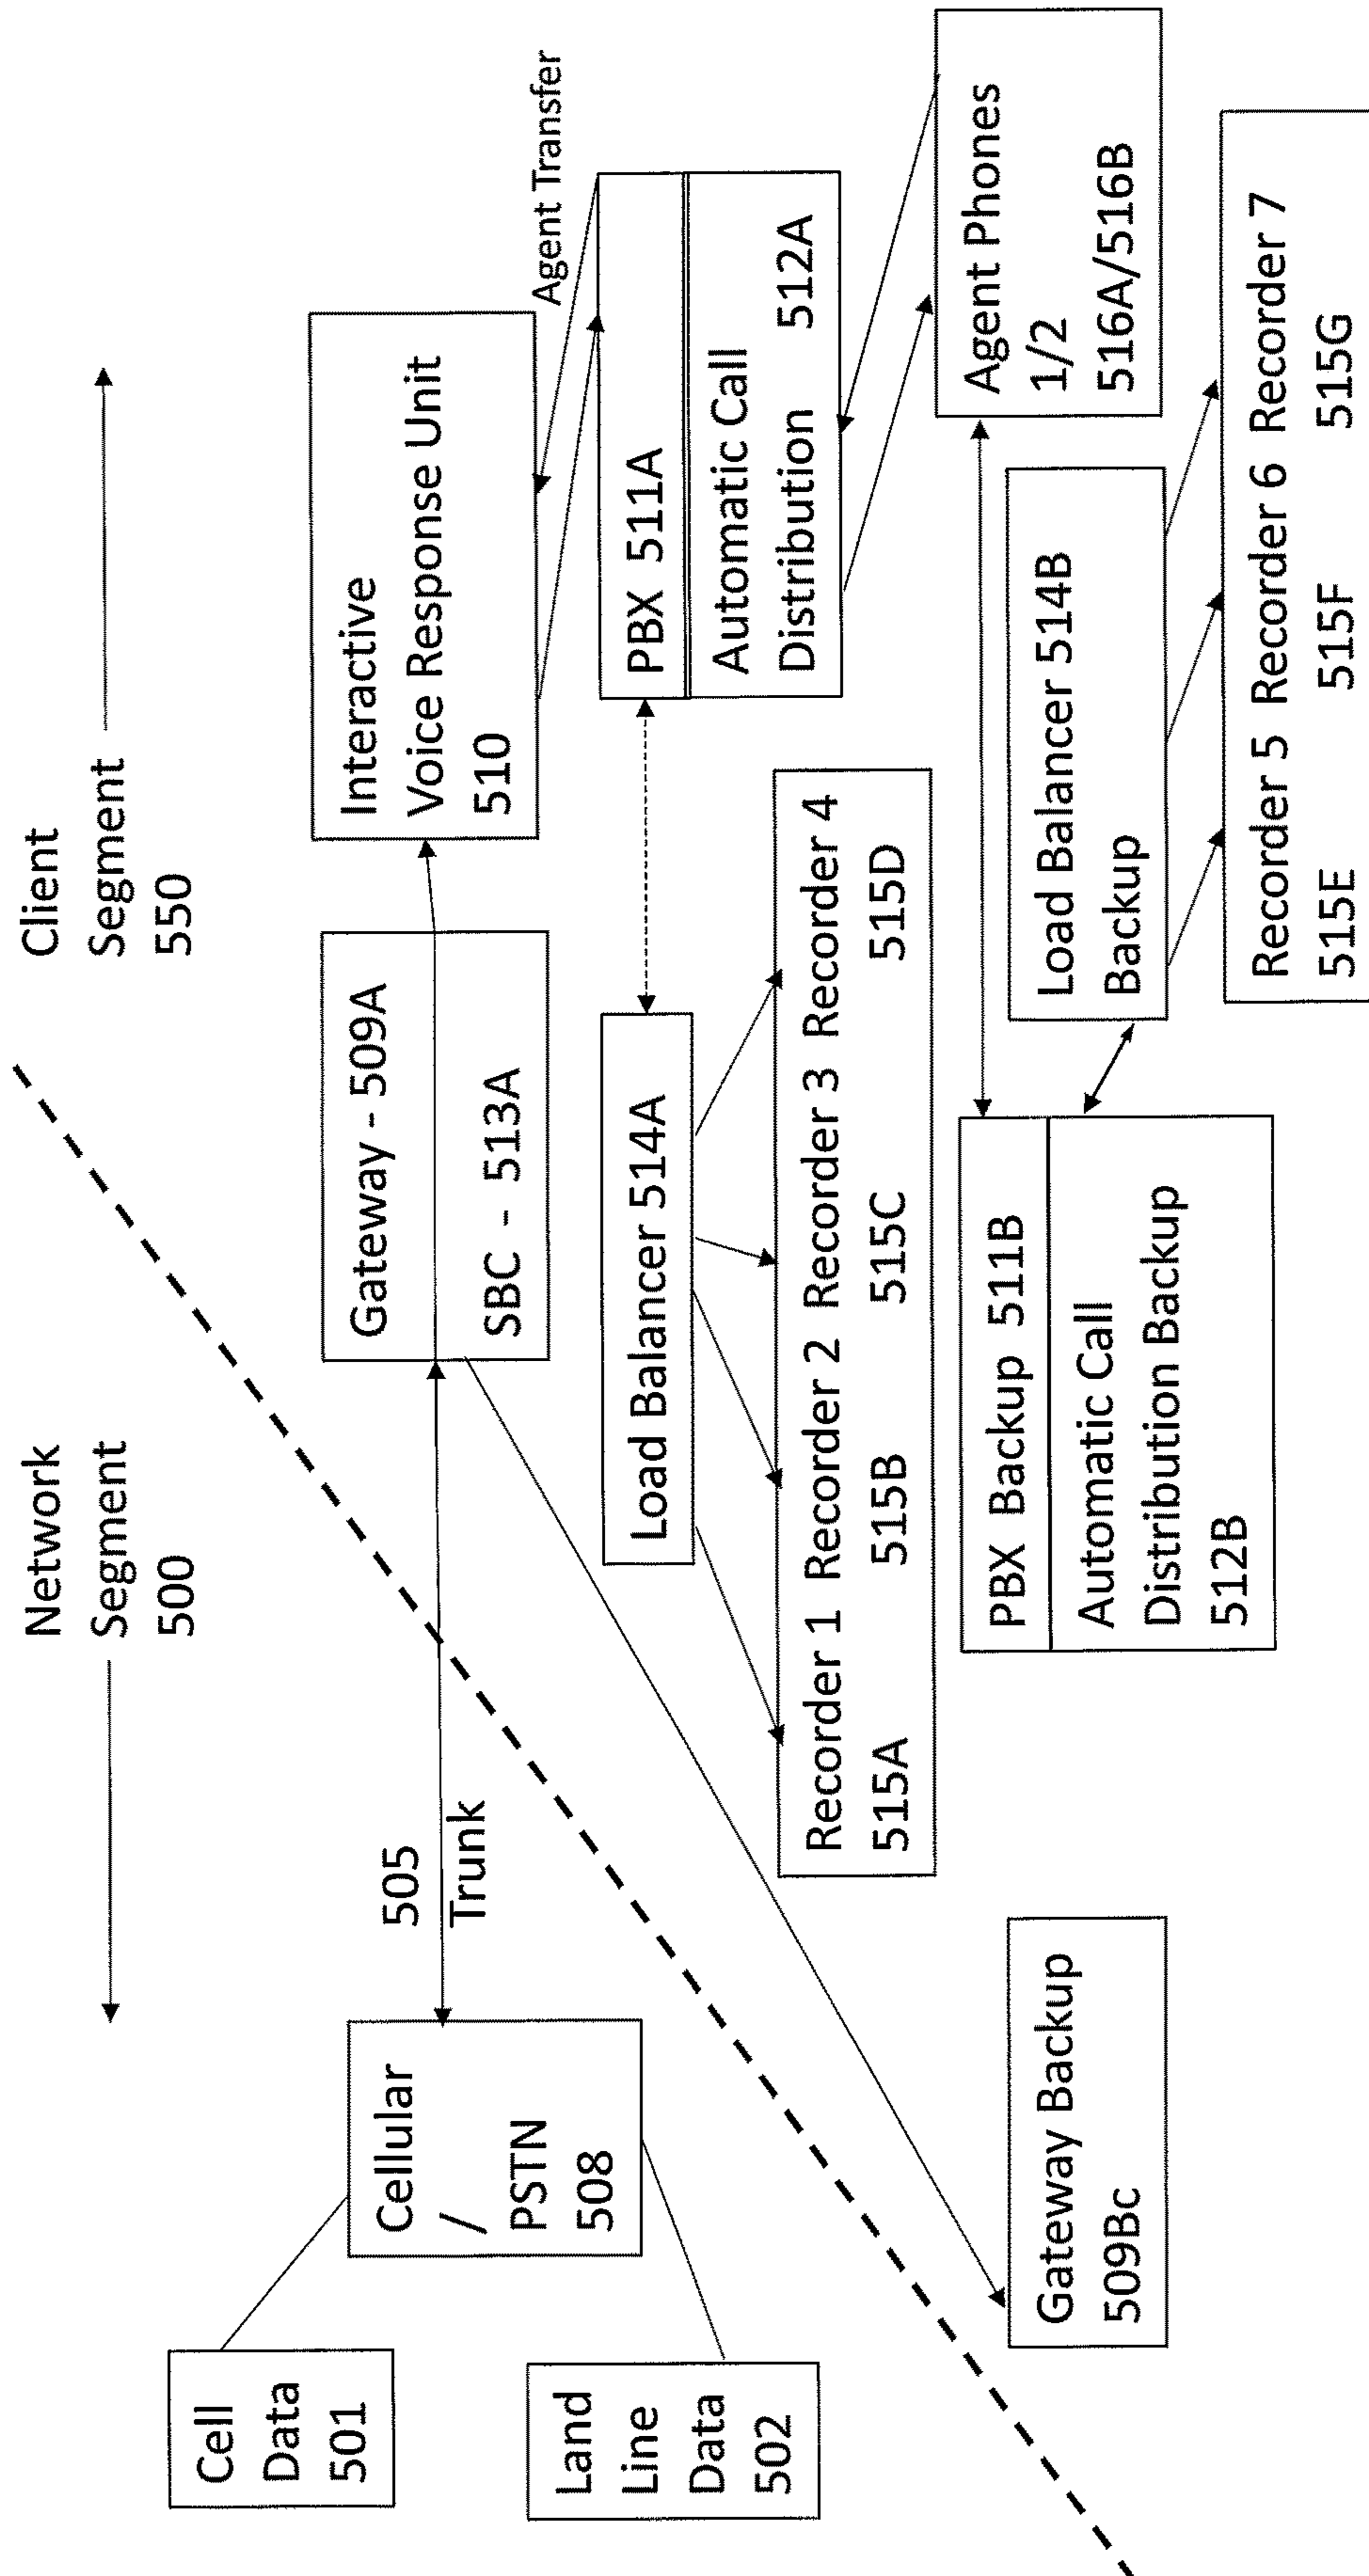 Network
Segment
500
Client
Segment
550
Cell
Data
501
Land
Line
Data
502
Cellular
/
PSTN
508
505
Trunk
Gateway - 509A
SBC - 513A
Interactive
Voice Response Unit
510
Agent Transfer
Load Balancer 514A
PBX 511A
Automatic Call
Distribution 512A
Recorder 1 Recorder 2 Recorder 3 Recorder 4
515A 515B 515C 515D
Agent Phones
1/2
516A/516B
Gateway Backup
509Bc
PBX Backup 511B
Automatic Call
Distribution Backup
512B
Load Balancer 514B
Backup
Recorder 5 Recorder 6 Recorder 7
515E 515F 515G